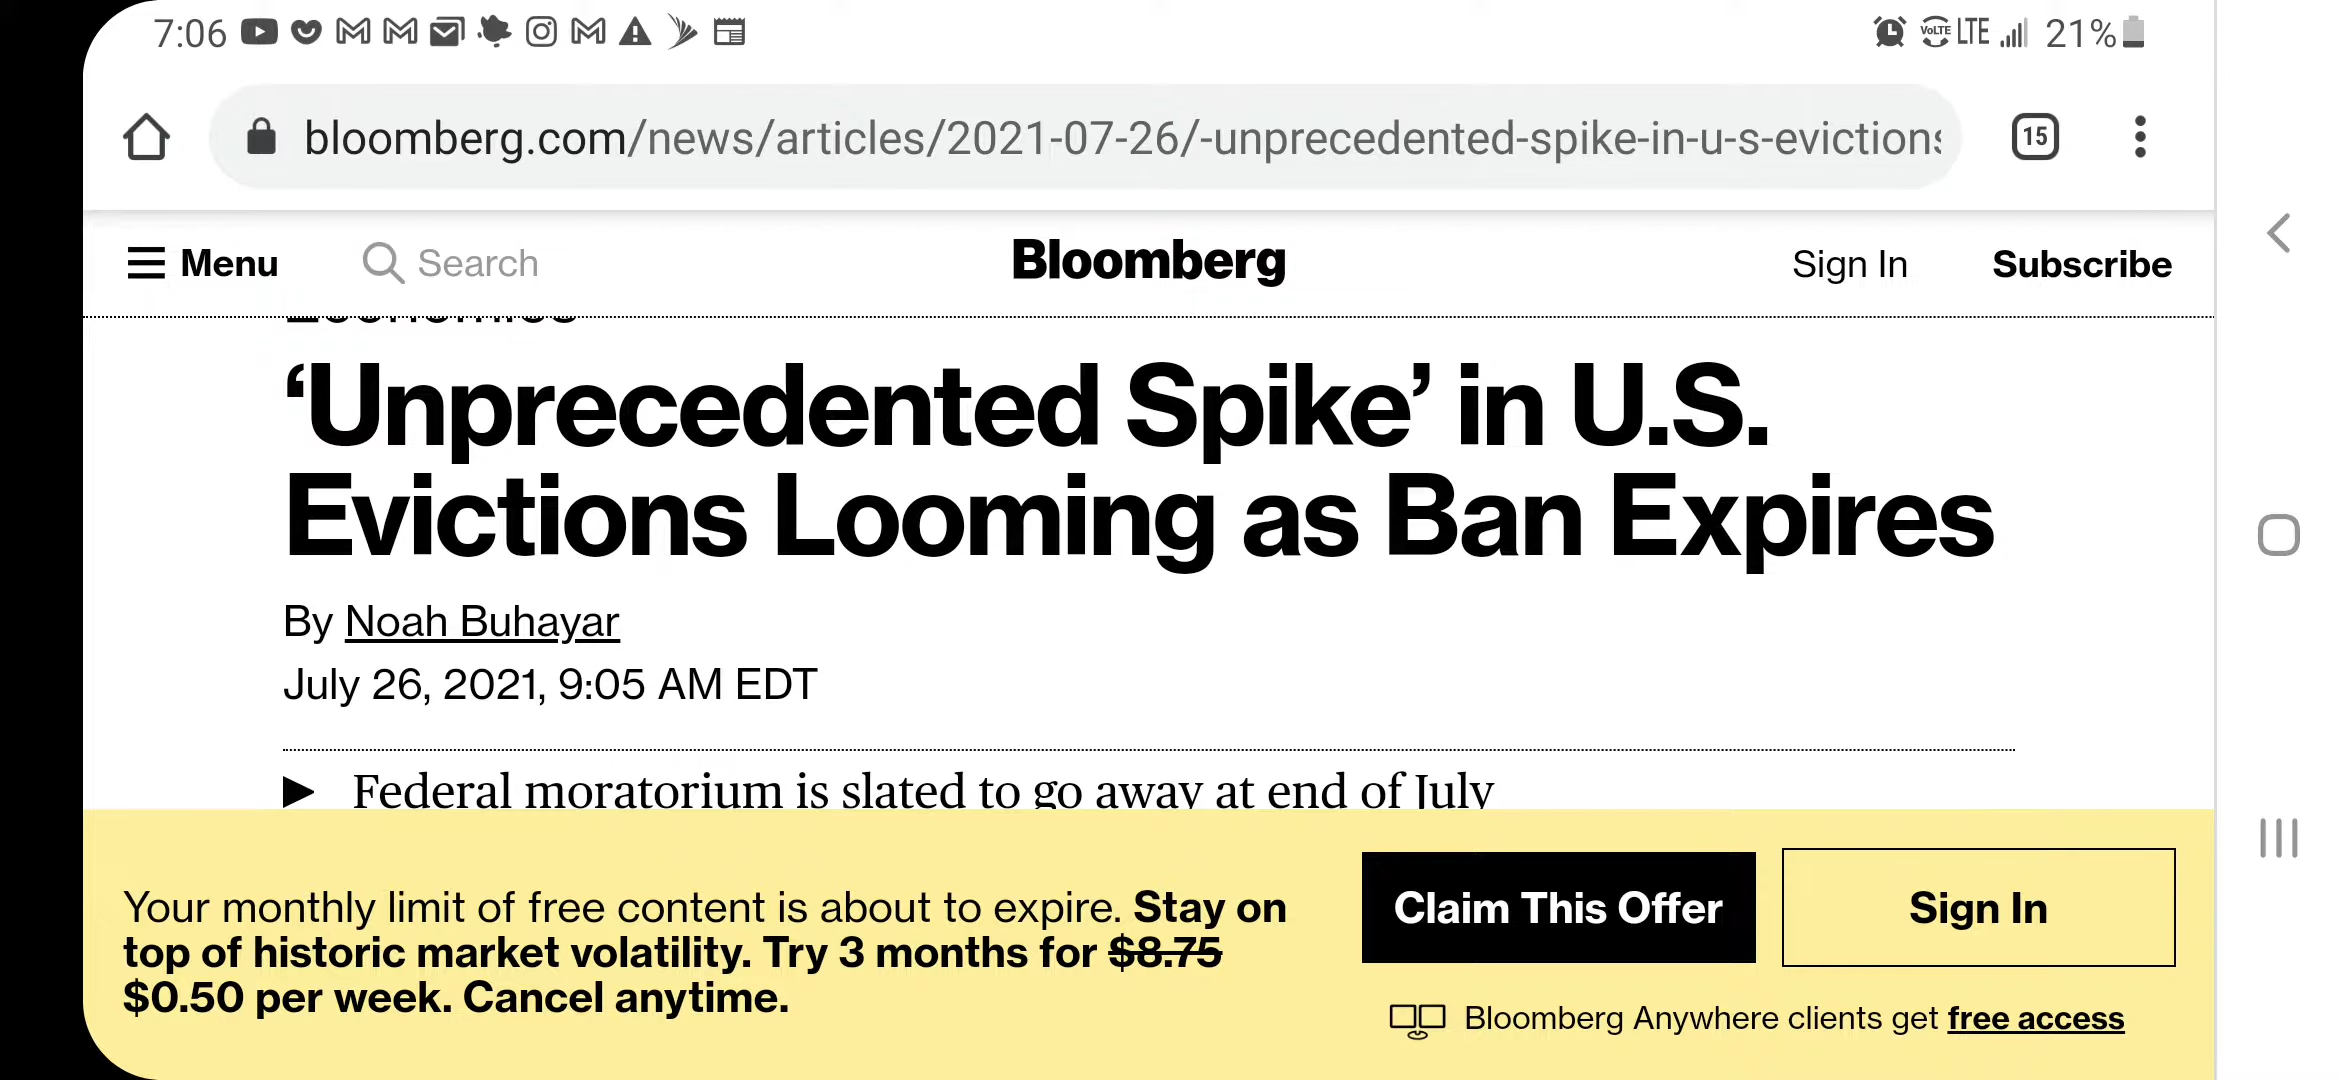 7:06
VoLTE LTE 21%
bloomberg.com/news/articles/2021-07-26/-unprecedented-spike-in-u-s-evictions
15
Menu Search Bloomberg Sign In Subscribe
Economics
‘Unprecedented Spike’ in U.S.
Evictions Looming as Ban Expires
By Noah Buhayar
July 26, 2021, 9:05 AM EDT
Federal moratorium is slated to go away at end of July
Your monthly limit of free content is about to expire. Stay on
top of historic market volatility. Try 3 months for $8.75
$0.50 per week. Cancel anytime.
Claim This Offer
Sign In
Bloomberg Anywhere clients get free access